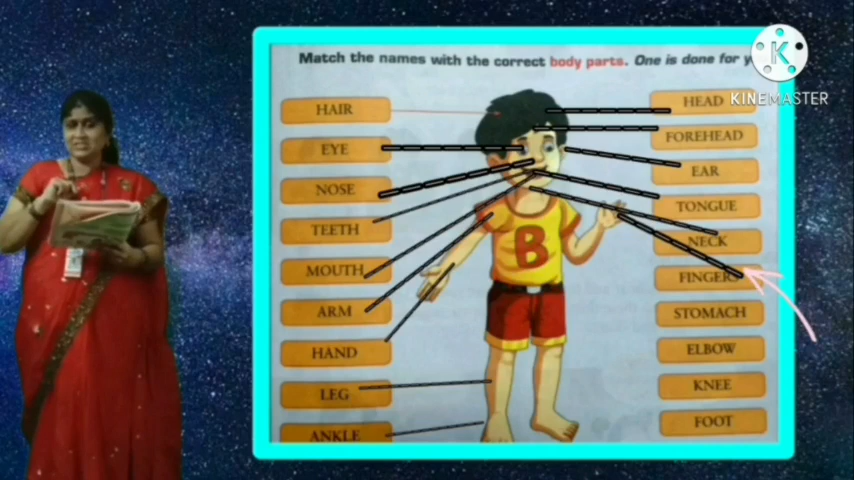 Match the names with the correct body parts. One is done for y
KINEMASTER
HAIR
EYE
NOSE
TEETH
MOUTH
ARM
HAND
LEG
ANKLE
B
HEAD
FOREHEAD
EAR
TONGUE
NECK
FINGERS
STOMACH
ELBOW
KNEE
FOOT